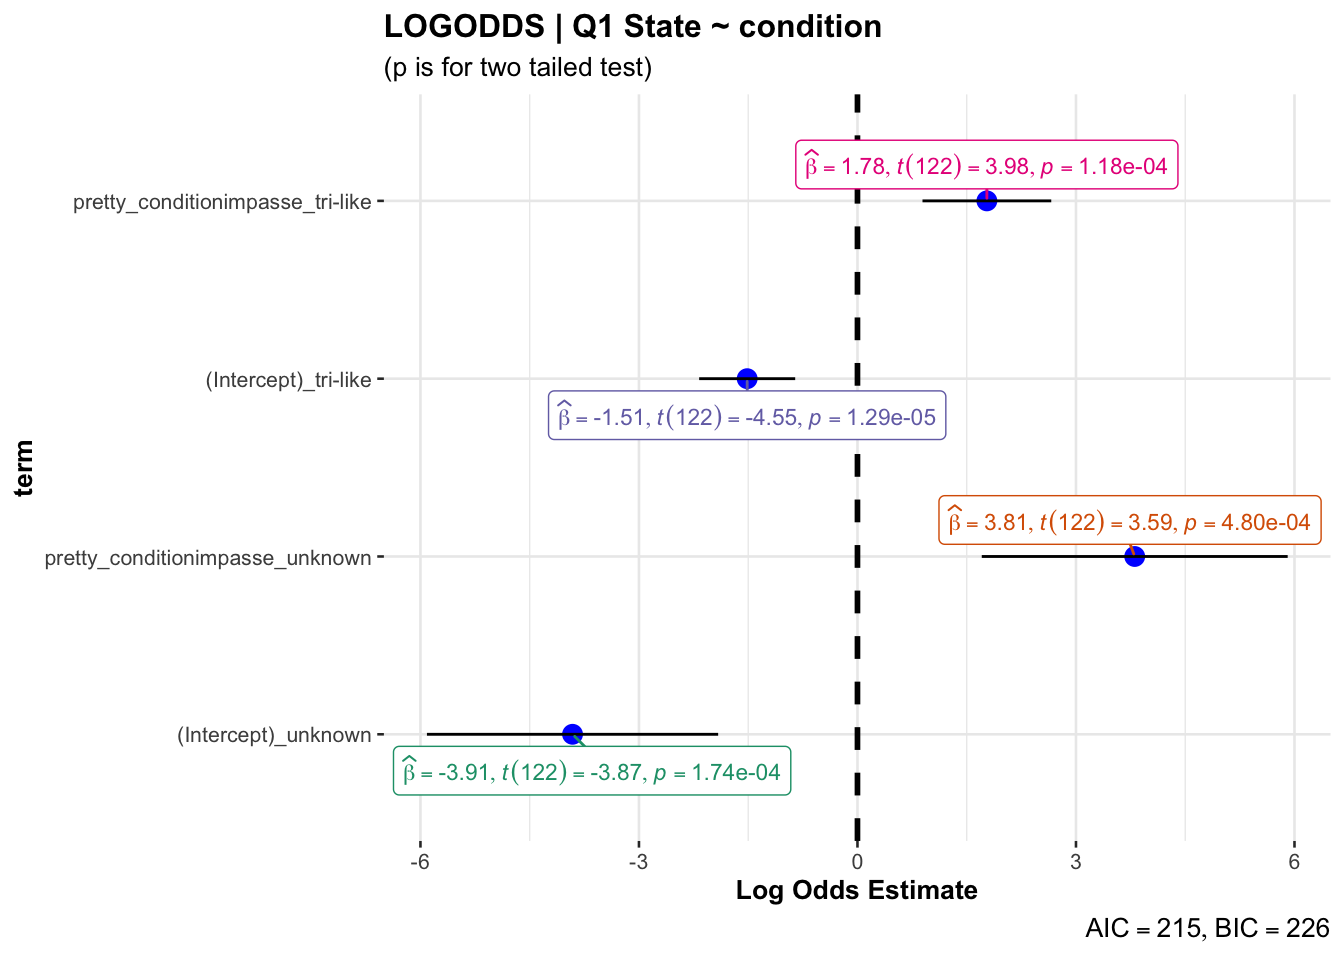 LOGODDS | Q1 State ~ condition
(p is for two tailed test)
β̂ = 1.78, t(122) = 3.98, p = 1.18e-04
pretty_conditionimpasse_tri-like
(Intercept)_tri-like
β̂ = -1.51, t(122) = -4.55, p = 1.29e-05
term
β̂ = 3.81, t(122) = 3.59, p = 4.80e-04
pretty_conditionimpasse_unknown
(Intercept)_unknown
β̂ = -3.91, t(122) = -3.87, p = 1.74e-04
-6 -3 0 3 6
Log Odds Estimate
AIC = 215, BIC = 226